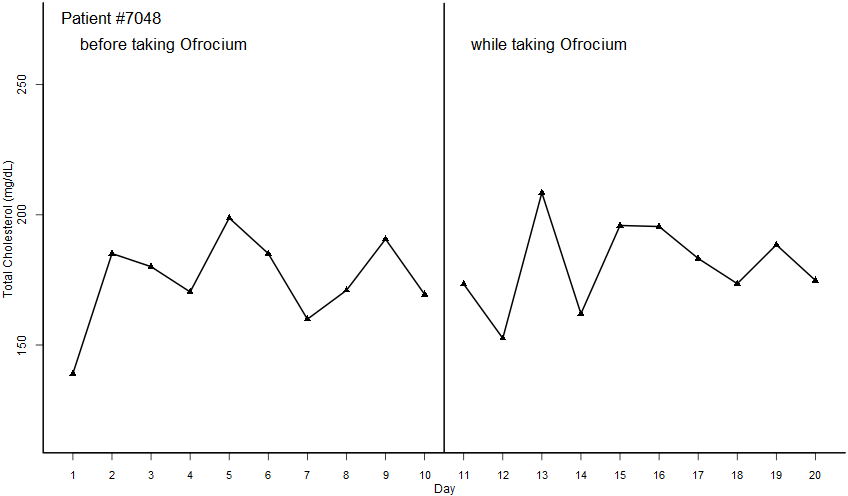 Patient #7048
before taking Ofrocium
while taking Ofrocium
Total Cholesterol (mg/dL)
250
200
150
1 2 3 4 5 6 7 8 9 10 11 12 13 14 15 16 17 18 19 20
Day